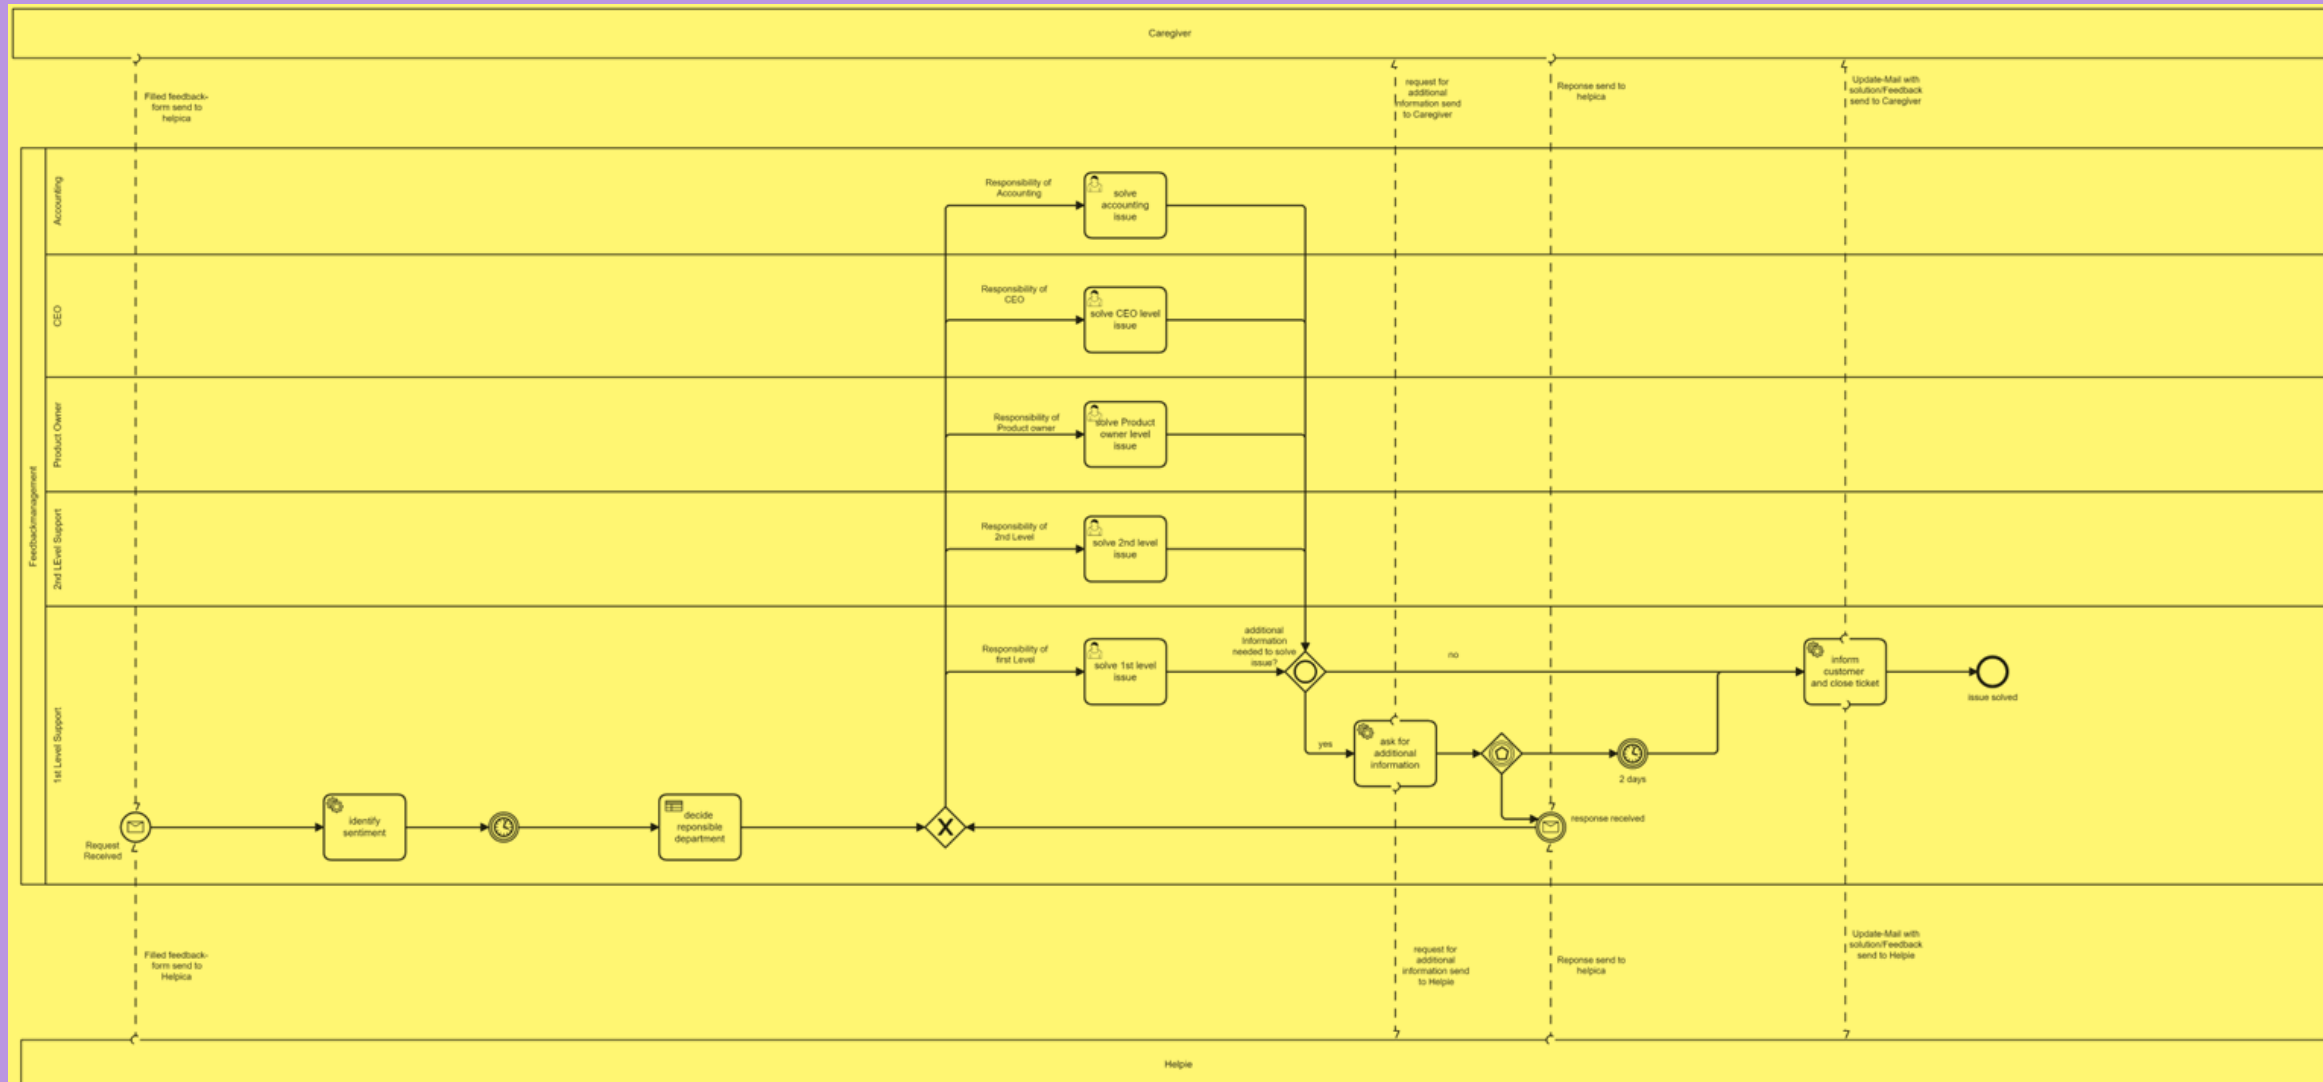 Caregiver
Filled feedback-
form send to
helpica
request for
additional
information send
to Caregiver
Reponse send to
helpica
Update-Mail with
solution/Feedback
send to Caregiver
Feedbackmanagement
Accounting
Responsibility of
Accounting
solve
accounting
issue
CEO
Responsibility of
CEO
solve CEO level
issue
Product Owner
Responsibility of
Product owner
solve Product
owner level
issue
2nd LEvel Support
Responsibility of
2nd Level
solve 2nd level
issue
1st Level Support
Responsibility of
first Level
solve 1st level
issue
additional
Information
needed to solve
issue?
no
inform
customer
and close ticket
issue solved
yes
ask for
additional
information
2 days
Request
Received
identify
sentiment
decide
reponsible
department
response received
Filled feedback-
form send to
Helpica
request for
additional
information send
to Helpie
Reponse send to
helpica
Update-Mail with
solution/Feedback
send to Helpie
Helpie